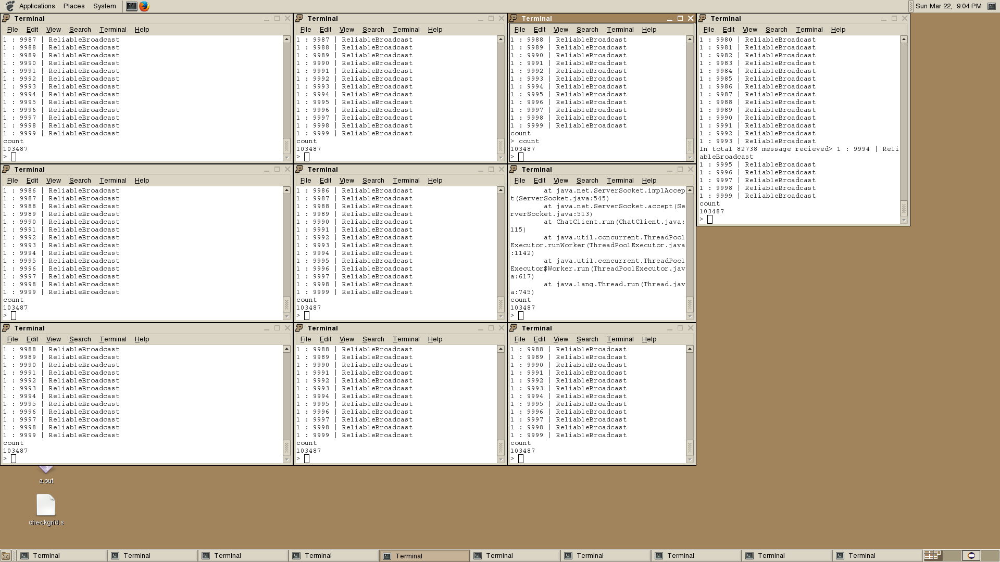 Applications Places System
Sun Mar 22, 9:04 PM
Terminal
File Edit View Search Terminal Help
1 : 9987 | ReliableBroadcast
1 : 9988 | ReliableBroadcast
1 : 9989 | ReliableBroadcast
1 : 9990 | ReliableBroadcast
1 : 9991 | ReliableBroadcast
1 : 9992 | ReliableBroadcast
1 : 9993 | ReliableBroadcast
1 : 9994 | ReliableBroadcast
1 : 9995 | ReliableBroadcast
1 : 9996 | ReliableBroadcast
1 : 9997 | ReliableBroadcast
1 : 9998 | ReliableBroadcast
1 : 9999 | ReliableBroadcast
count
103487
>
Terminal
File Edit View Search Terminal Help
1 : 9987 | ReliableBroadcast
1 : 9988 | ReliableBroadcast
1 : 9989 | ReliableBroadcast
1 : 9990 | ReliableBroadcast
1 : 9991 | ReliableBroadcast
1 : 9992 | ReliableBroadcast
1 : 9993 | ReliableBroadcast
1 : 9994 | ReliableBroadcast
1 : 9995 | ReliableBroadcast
1 : 9996 | ReliableBroadcast
1 : 9997 | ReliableBroadcast
1 : 9998 | ReliableBroadcast
1 : 9999 | ReliableBroadcast
count
103487
>
Terminal
File Edit View Search Terminal Help
1 : 9988 | ReliableBroadcast
1 : 9989 | ReliableBroadcast
1 : 9990 | ReliableBroadcast
1 : 9991 | ReliableBroadcast
1 : 9992 | ReliableBroadcast
1 : 9993 | ReliableBroadcast
1 : 9994 | ReliableBroadcast
1 : 9995 | ReliableBroadcast
1 : 9996 | ReliableBroadcast
1 : 9997 | ReliableBroadcast
1 : 9998 | ReliableBroadcast
1 : 9999 | ReliableBroadcast
count
> count
103487
>
Terminal
File Edit View Search Terminal Help
1 : 9980 | ReliableBroadcast
1 : 9981 | ReliableBroadcast
1 : 9982 | ReliableBroadcast
1 : 9983 | ReliableBroadcast
1 : 9984 | ReliableBroadcast
1 : 9985 | ReliableBroadcast
1 : 9986 | ReliableBroadcast
1 : 9987 | ReliableBroadcast
1 : 9988 | ReliableBroadcast
1 : 9989 | ReliableBroadcast
1 : 9990 | ReliableBroadcast
1 : 9991 | ReliableBroadcast
1 : 9992 | ReliableBroadcast
1 : 9993 | ReliableBroadcast
In total 82738 message recieved> 1 : 9994 | Reli
ableBroadcast
1 : 9995 | ReliableBroadcast
1 : 9996 | ReliableBroadcast
1 : 9997 | ReliableBroadcast
1 : 9998 | ReliableBroadcast
1 : 9999 | ReliableBroadcast
count
103487
>
Terminal
File Edit View Search Terminal Help
1 : 9986 | ReliableBroadcast
1 : 9987 | ReliableBroadcast
1 : 9988 | ReliableBroadcast
1 : 9989 | ReliableBroadcast
1 : 9990 | ReliableBroadcast
1 : 9991 | ReliableBroadcast
1 : 9992 | ReliableBroadcast
1 : 9993 | ReliableBroadcast
1 : 9994 | ReliableBroadcast
1 : 9995 | ReliableBroadcast
1 : 9996 | ReliableBroadcast
1 : 9997 | ReliableBroadcast
1 : 9998 | ReliableBroadcast
1 : 9999 | ReliableBroadcast
count
103487
>
Terminal
File Edit View Search Terminal Help
1 : 9986 | ReliableBroadcast
1 : 9987 | ReliableBroadcast
1 : 9988 | ReliableBroadcast
1 : 9989 | ReliableBroadcast
1 : 9990 | ReliableBroadcast
1 : 9991 | ReliableBroadcast
1 : 9992 | ReliableBroadcast
1 : 9993 | ReliableBroadcast
1 : 9994 | ReliableBroadcast
1 : 9995 | ReliableBroadcast
1 : 9996 | ReliableBroadcast
1 : 9997 | ReliableBroadcast
1 : 9998 | ReliableBroadcast
1 : 9999 | ReliableBroadcast
count
103487
>
Terminal
File Edit View Search Terminal Help
at java.net.ServerSocket.implAccep
t(ServerSocket.java:545)
at java.net.ServerSocket.accept(Se
rverSocket.java:513)
at ChatClient.run(ChatClient.java:
115)
at java.util.concurrent.ThreadPool
Executor.runWorker(ThreadPoolExecutor.java
:1142)
at java.util.concurrent.ThreadPool
Executor$Worker.run(ThreadPoolExecutor.jav
a:617)
at java.lang.Thread.run(Thread.jav
a:745)
count
103487
>
Terminal
File Edit View Search Terminal Help
1 : 9988 | ReliableBroadcast
1 : 9989 | ReliableBroadcast
1 : 9990 | ReliableBroadcast
1 : 9991 | ReliableBroadcast
1 : 9992 | ReliableBroadcast
1 : 9993 | ReliableBroadcast
1 : 9994 | ReliableBroadcast
1 : 9995 | ReliableBroadcast
1 : 9996 | ReliableBroadcast
1 : 9997 | ReliableBroadcast
1 : 9998 | ReliableBroadcast
1 : 9999 | ReliableBroadcast
count
103487
>
Terminal
File Edit View Search Terminal Help
1 : 9988 | ReliableBroadcast
1 : 9989 | ReliableBroadcast
1 : 9990 | ReliableBroadcast
1 : 9991 | ReliableBroadcast
1 : 9992 | ReliableBroadcast
1 : 9993 | ReliableBroadcast
1 : 9994 | ReliableBroadcast
1 : 9995 | ReliableBroadcast
1 : 9996 | ReliableBroadcast
1 : 9997 | ReliableBroadcast
1 : 9998 | ReliableBroadcast
1 : 9999 | ReliableBroadcast
count
103487
>
Terminal
File Edit View Search Terminal Help
1 : 9988 | ReliableBroadcast
1 : 9989 | ReliableBroadcast
1 : 9990 | ReliableBroadcast
1 : 9991 | ReliableBroadcast
1 : 9992 | ReliableBroadcast
1 : 9993 | ReliableBroadcast
1 : 9994 | ReliableBroadcast
1 : 9995 | ReliableBroadcast
1 : 9996 | ReliableBroadcast
1 : 9997 | ReliableBroadcast
1 : 9998 | ReliableBroadcast
1 : 9999 | ReliableBroadcast
count
103487
>
a.out
checkgrid.s
Terminal Terminal Terminal Terminal Terminal Terminal Terminal Terminal Terminal Terminal